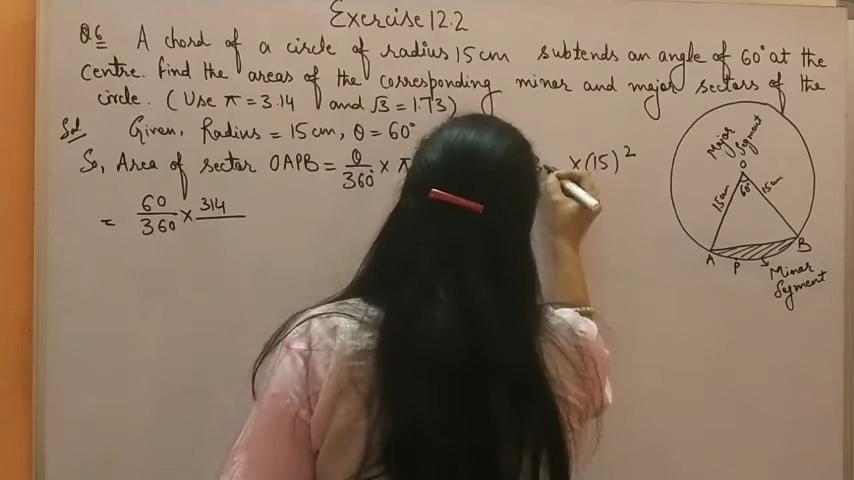 Exercise 12.2
Q6 A chord of a circle of radius 15 cm subtends an angle of 60° at the
centre. find the areas of the corresponding minor and major sectors of the
circle. (Use π = 3.14 and √3 = 1.73)
Sol Given, Radius = 15 cm, θ = 60°
So, Area of sector OAPB = θ/360° × π × (15)²
= 60/360 × 314
Major Segment
O
60°
15cm
15cm
A
P
B
Minor Segment